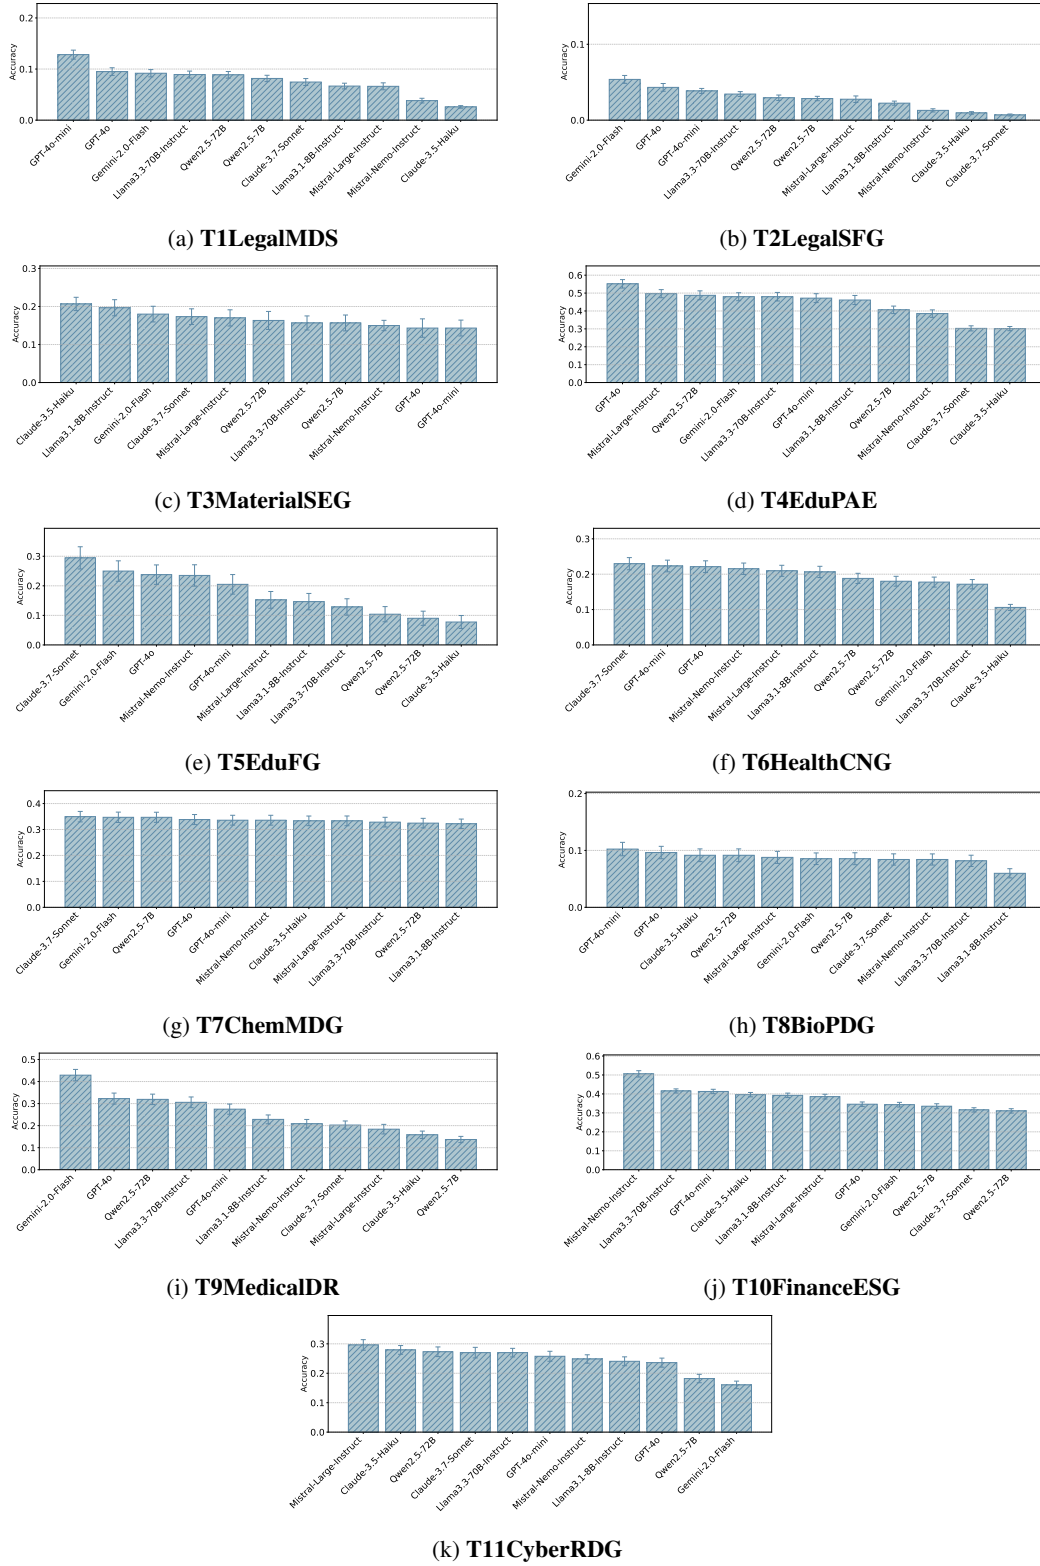 Accuracy
0.2
0.1
0.0
GPT-4o-mini
GPT-4o
Gemini-2.0-Flash
Llama3.3-70B-Instruct
Qwen2.5-72B
Qwen2.5-7B
Claude-3.7-Sonnet
Llama3.1-8B-Instruct
Mistral-Large-Instruct
Mistral-Nemo-Instruct
Claude-3.5-Haiku
(a) T1LegalMDS
Accuracy
0.1
0.0
Gemini-2.0-Flash
GPT-4o
GPT-4o-mini
Llama3.3-70B-Instruct
Qwen2.5-72B
Qwen2.5-7B
Mistral-Large-Instruct
Llama3.1-8B-Instruct
Mistral-Nemo-Instruct
Claude-3.5-Haiku
Claude-3.7-Sonnet
(b) T2LegalSFG
Accuracy
0.3
0.2
0.1
0.0
Claude-3.5-Haiku
Llama3.1-8B-Instruct
Gemini-2.0-Flash
Claude-3.7-Sonnet
Mistral-Large-Instruct
Qwen2.5-72B
Llama3.3-70B-Instruct
Qwen2.5-7B
Mistral-Nemo-Instruct
GPT-4o
GPT-4o-mini
(c) T3MaterialSEG
Accuracy
0.6
0.5
0.4
0.3
0.2
0.1
0.0
GPT-4o
Mistral-Large-Instruct
Qwen2.5-72B
Gemini-2.0-Flash
Llama3.3-70B-Instruct
GPT-4o-mini
Llama3.1-8B-Instruct
Qwen2.5-7B
Mistral-Nemo-Instruct
Claude-3.7-Sonnet
Claude-3.5-Haiku
(d) T4EduPAE
Accuracy
0.3
0.2
0.1
0.0
Claude-3.7-Sonnet
Gemini-2.0-Flash
GPT-4o
Mistral-Nemo-Instruct
GPT-4o-mini
Mistral-Large-Instruct
Llama3.1-8B-Instruct
Llama3.3-70B-Instruct
Qwen2.5-7B
Qwen2.5-72B
Claude-3.5-Haiku
(e) T5EduFG
Accuracy
0.3
0.2
0.1
0.0
Claude-3.7-Sonnet
GPT-4o-mini
GPT-4o
Mistral-Nemo-Instruct
Mistral-Large-Instruct
Llama3.1-8B-Instruct
Qwen2.5-7B
Qwen2.5-72B
Gemini-2.0-Flash
Llama3.3-70B-Instruct
Claude-3.5-Haiku
(f) T6HealthCNG
Accuracy
0.4
0.3
0.2
0.1
0.0
Claude-3.7-Sonnet
Gemini-2.0-Flash
Qwen2.5-7B
GPT-4o
GPT-4o-mini
Mistral-Nemo-Instruct
Claude-3.5-Haiku
Mistral-Large-Instruct
Llama3.3-70B-Instruct
Qwen2.5-72B
Llama3.1-8B-Instruct
(g) T7ChemMDG
Accuracy
0.2
0.1
0.0
GPT-4o-mini
GPT-4o
Claude-3.5-Haiku
Qwen2.5-72B
Mistral-Large-Instruct
Gemini-2.0-Flash
Qwen2.5-7B
Claude-3.7-Sonnet
Mistral-Nemo-Instruct
Llama3.3-70B-Instruct
Llama3.1-8B-Instruct
(h) T8BioPDG
Accuracy
0.5
0.4
0.3
0.2
0.1
0.0
Gemini-2.0-Flash
GPT-4o
Qwen2.5-72B
Llama3.3-70B-Instruct
GPT-4o-mini
Llama3.1-8B-Instruct
Mistral-Nemo-Instruct
Claude-3.7-Sonnet
Mistral-Large-Instruct
Claude-3.5-Haiku
Qwen2.5-7B
(i) T9MedicalDR
Accuracy
0.6
0.5
0.4
0.3
0.2
0.1
0.0
Mistral-Nemo-Instruct
Llama3.3-70B-Instruct
GPT-4o-mini
Claude-3.5-Haiku
Llama3.1-8B-Instruct
Mistral-Large-Instruct
GPT-4o
Gemini-2.0-Flash
Qwen2.5-7B
Claude-3.7-Sonnet
Qwen2.5-72B
(j) T10FinanceESG
Accuracy
0.3
0.2
0.1
0.0
Mistral-Large-Instruct
Claude-3.5-Haiku
Qwen2.5-72B
Claude-3.7-Sonnet
Llama3.3-70B-Instruct
GPT-4o-mini
Mistral-Nemo-Instruct
Llama3.1-8B-Instruct
GPT-4o
Qwen2.5-7B
Gemini-2.0-Flash
(k) T11CyberRDG